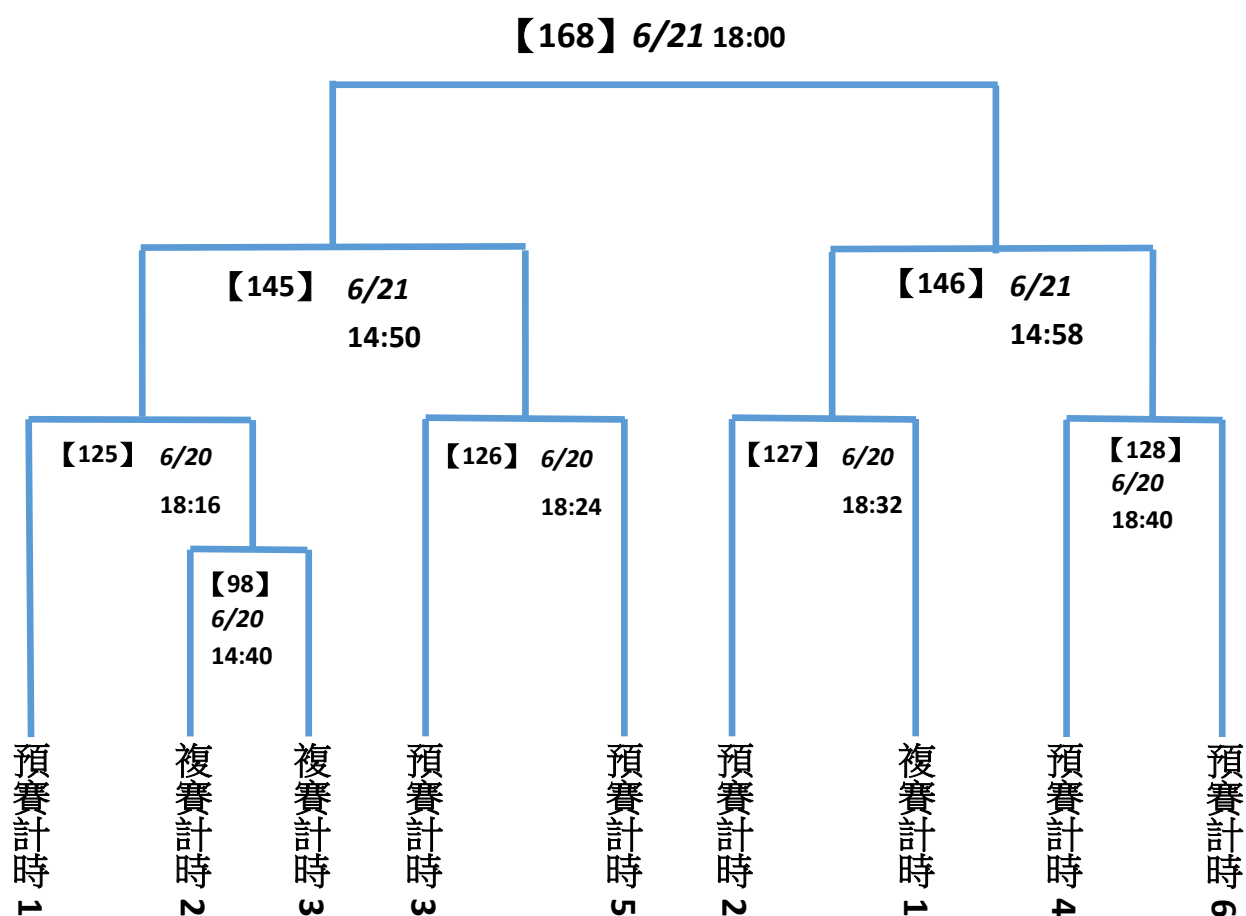 【168】 6/21 18:00
【145】 6/21
14:50
【146】 6/21
14:58
【125】 6/20
18:16
【126】 6/20
18:24
【127】 6/20
18:32
【128】
6/20
18:40
【98】
6/20
14:40
預賽計時 1
複賽計時 2
複賽計時 3
預賽計時 3
預賽計時 5
預賽計時 2
複賽計時 1
預賽計時 4
預賽計時 6